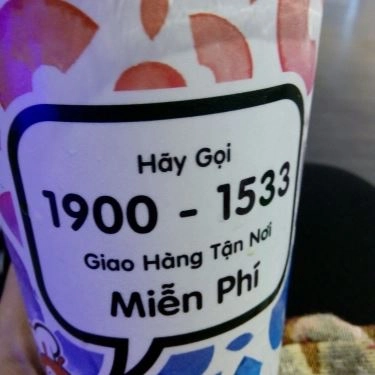 Hãy Gọi
1900 - 1533
Giao Hàng Tận Nơi
Miễn Phí